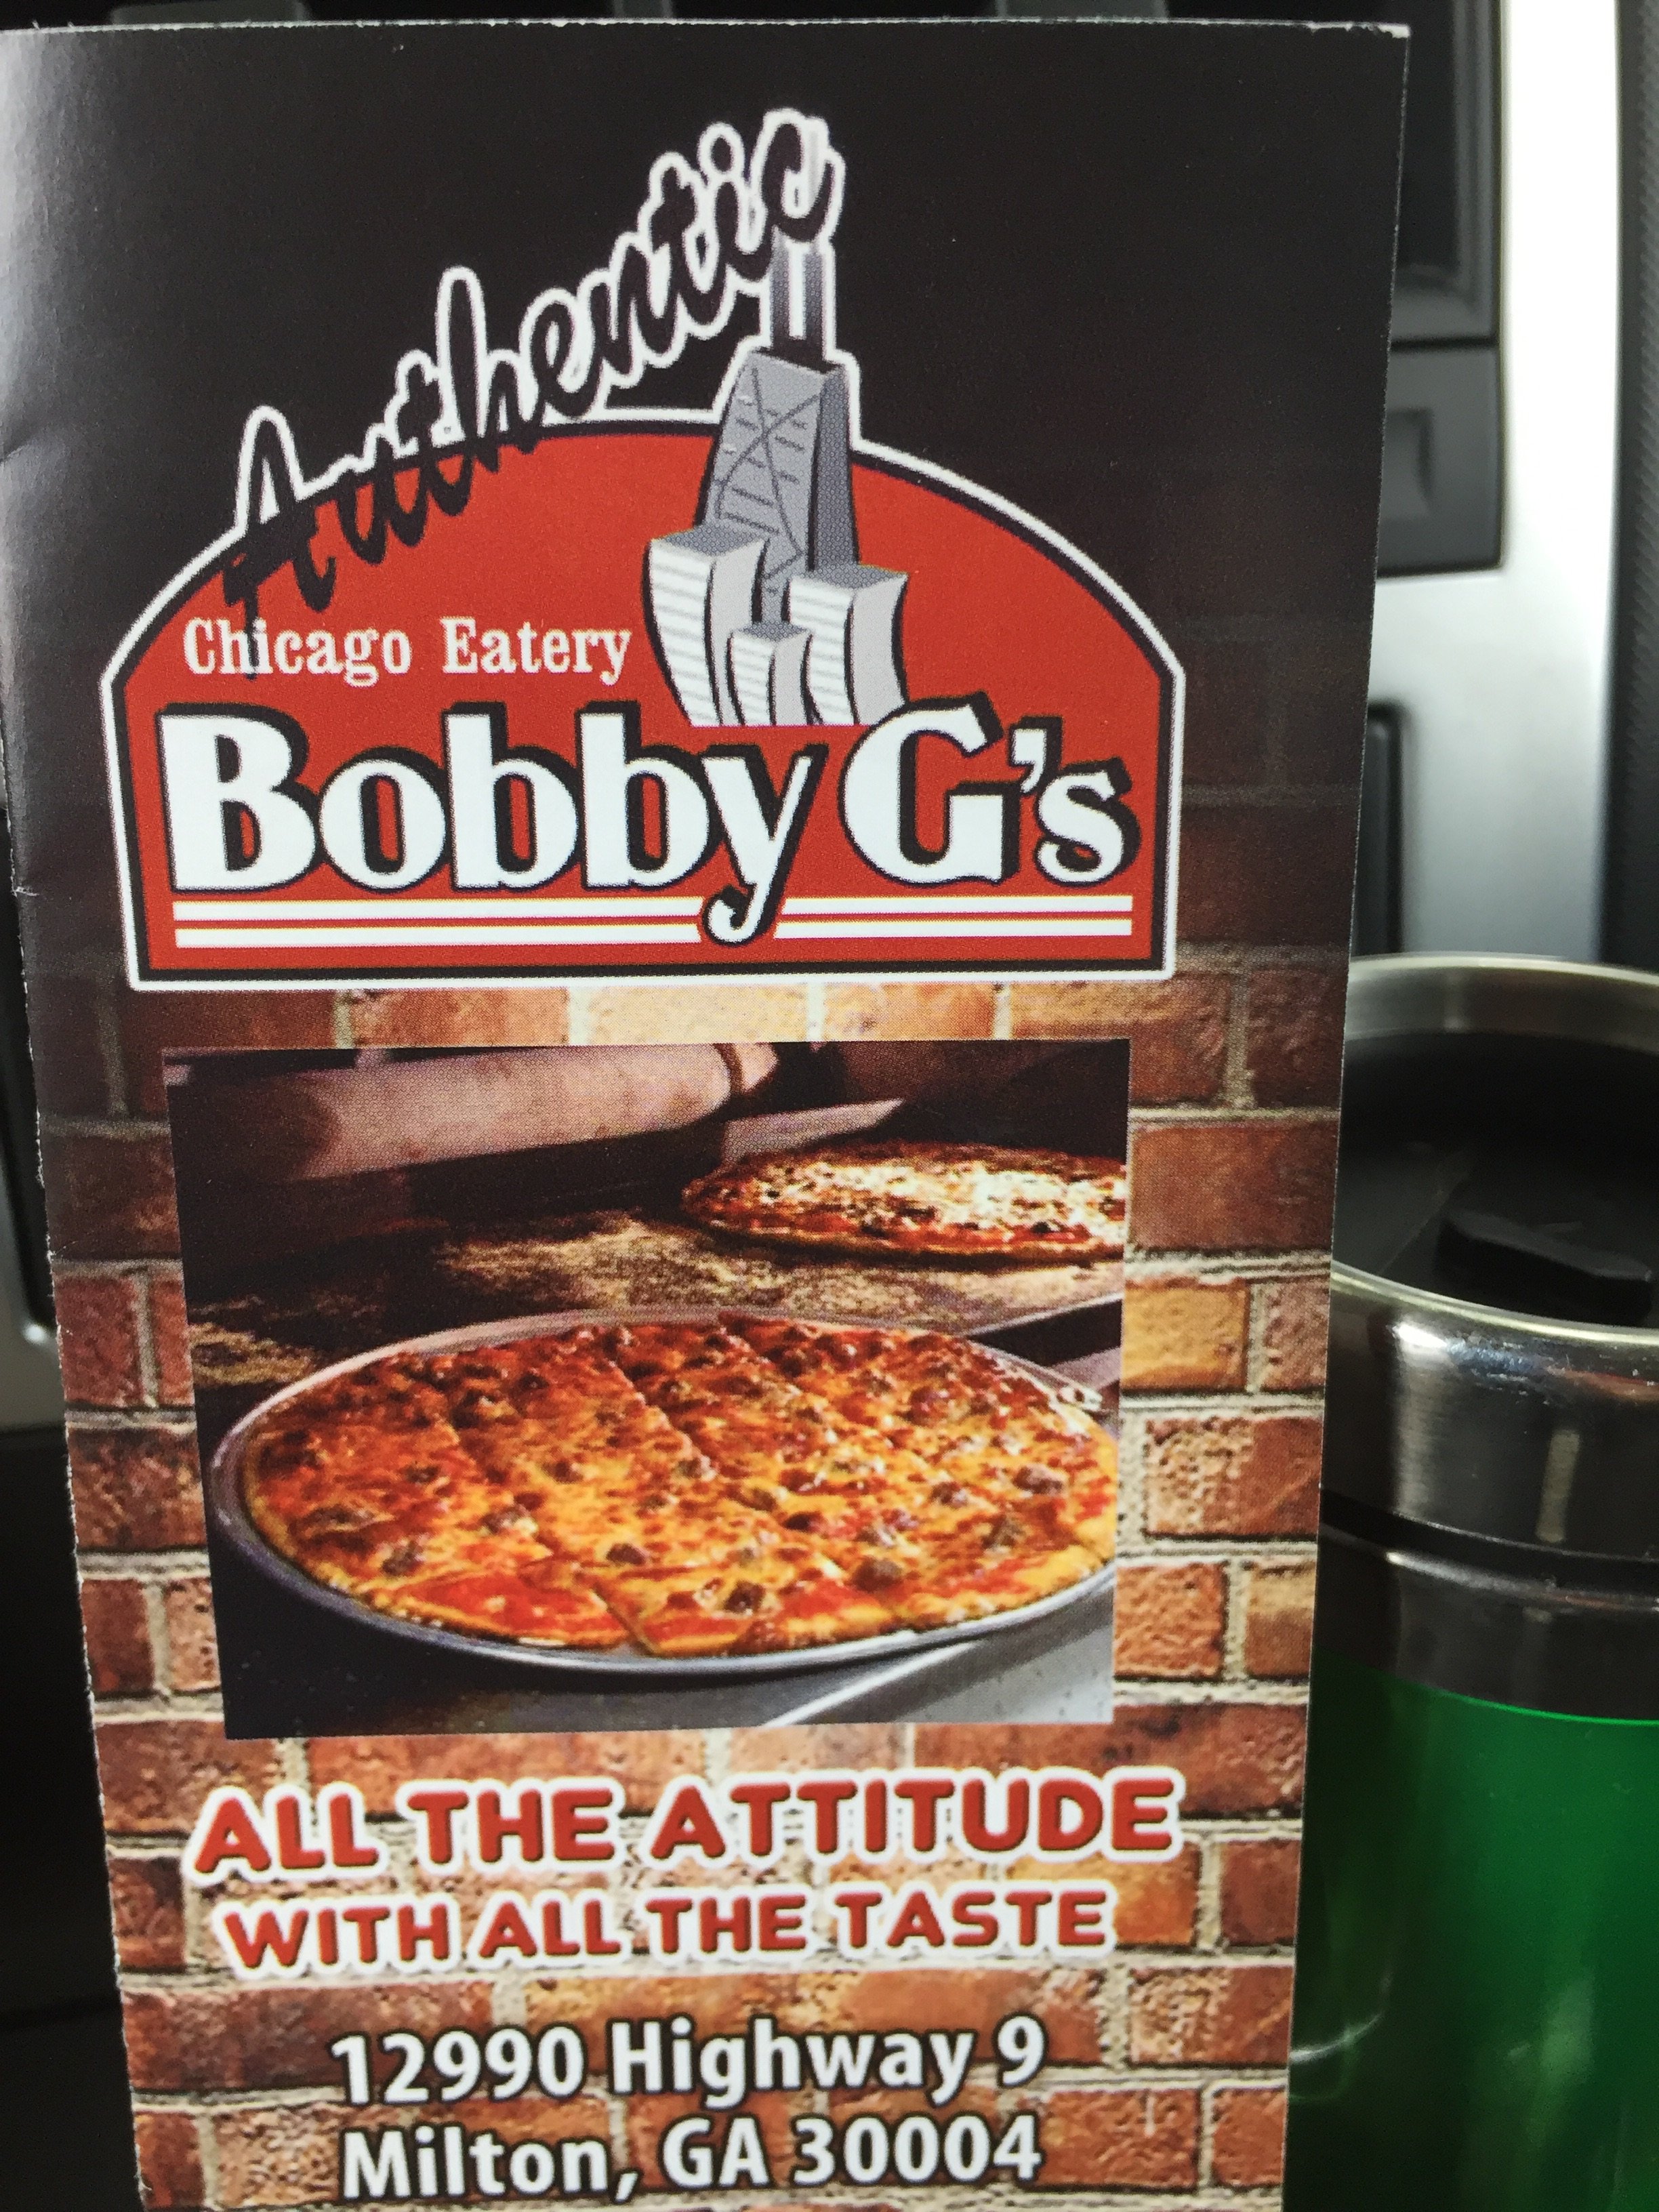 Authentic
Chicago Eatery
Bobby G's
ALL THE ATTITUDE
WITH ALL THE TASTE
12990 Highway 9
Milton, GA 30004